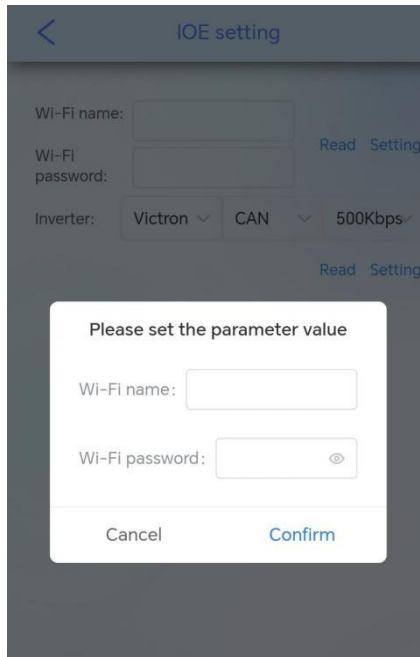 IOE setting
Wi-Fi name:
Read Setting
Wi-Fi
password:
Inverter: Victron CAN 500Kbps
Read Setting
Please set the parameter value
Wi-Fi name:
Wi-Fi password:
Cancel Confirm